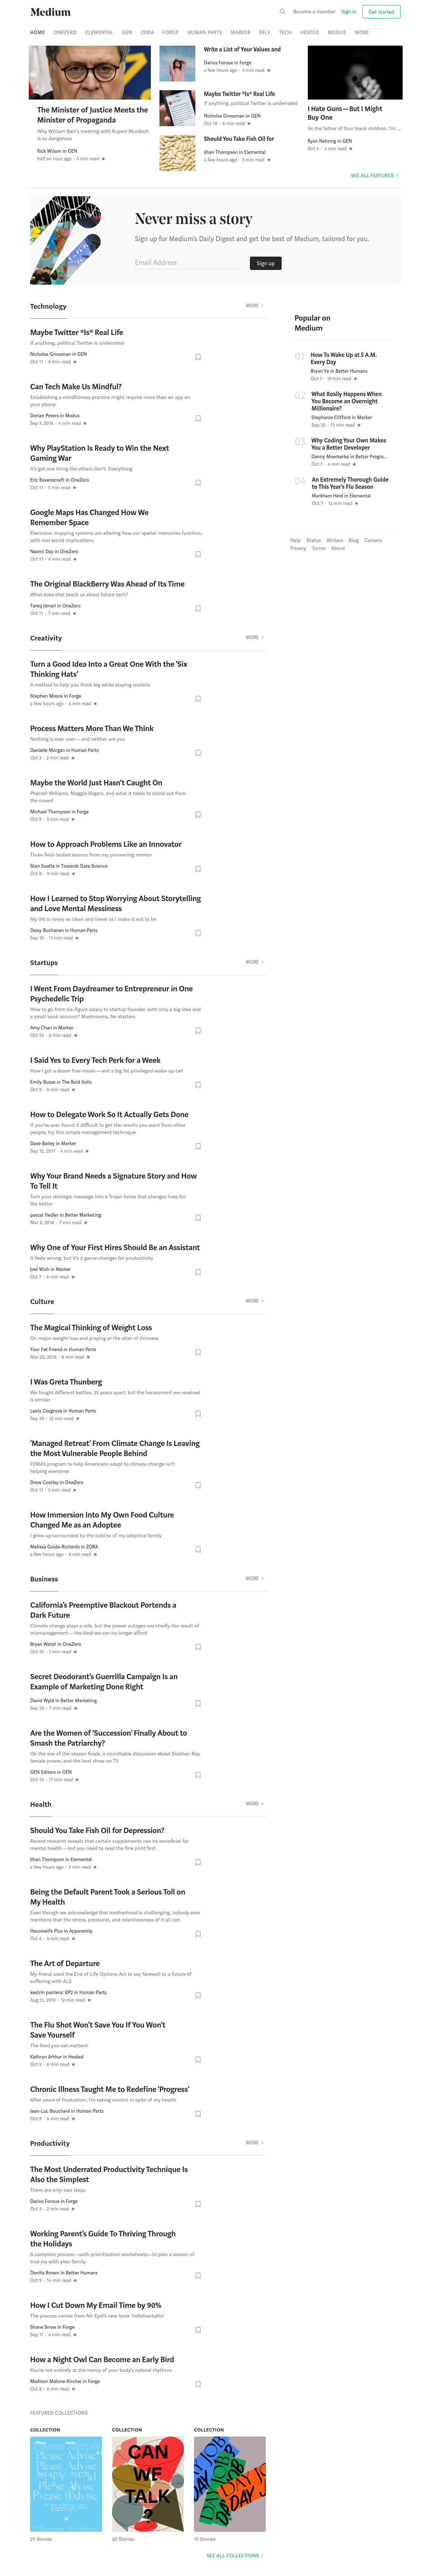 Medium
Become a member
Sign in
Get started
HOME
ONEZERO
ELEMENTAL
GEN
ZORA
FORGE
HUMAN PARTS
MARKER
SELF
TECH
HEATED
MODUS
MORE
The Minister of Justice Meets the
Minister of Propaganda
Why William Barr's meeting with Rupert Murdoch
is so dangerous
Rick Wilson in GEN
half an hour ago · 3 min read ★
Write a List of Your Values and
Darius Foroux in Forge
a few hours ago · 3 min read ★
Maybe Twitter *Is* Real Life
If anything, political Twitter is understated
Nicholas Grossman in GEN
Oct 10 · 6 min read ★
Should You Take Fish Oil for
Jihan Thompson in Elemental
a few hours ago · 5 min read ★
I Hate Guns — But I Might
Buy One
As the father of four black children, I'm …
Ryan Nehring in GEN
Oct 4 · 4 min read ★
SEE ALL FEATURED
Never miss a story
Sign up for Medium's Daily Digest and get the best of Medium, tailored for you.
Email Address
Sign up
Technology
MORE
Maybe Twitter *Is* Real Life
If anything, political Twitter is understated
Nicholas Grossman in GEN
Oct 11 · 6 min read ★
Can Tech Make Us Mindful?
Establishing a mindfulness practice might require more than an app on
your phone
Dorian Peters in Modus
Sep 3, 2018 · 4 min read ★
Why PlayStation Is Ready to Win the Next
Gaming War
It's got one thing the others don't: Everything
Eric Ravenscraft in OneZero
Oct 11 · 5 min read ★
Google Maps Has Changed How We
Remember Space
Electronic mapping systems are altering how our spatial memories function,
with real world implications
Naomi Day in OneZero
Oct 11 · 6 min read ★
The Original BlackBerry Was Ahead of Its Time
What does that teach us about future tech?
Tareq Ismail in OneZero
Oct 11 · 7 min read ★
Creativity
MORE
Turn a Good Idea Into a Great One With the 'Six
Thinking Hats'
A method to help you think big while staying realistic
Stephen Moore in Forge
a few hours ago · 4 min read ★
Process Matters More Than We Think
Nothing is ever over — and neither are you
Danielle Morgan in Human Parts
Oct 3 · 2 min read ★
Maybe the World Just Hasn't Caught On
Pharrell Williams, Maggie Rogers, and what it takes to stand out from
the crowd
Michael Thompson in Forge
Oct 9 · 3 min read ★
How to Approach Problems Like an Innovator
Three field-tested lessons from my pioneering mentor
Sten Sootla in Towards Data Science
Oct 8 · 9 min read ★
How I Learned to Stop Worrying About Storytelling
and Love Mental Messiness
My life is rarely as clean and linear as I make it out to be
Daisy Buchanan in Human Parts
Sep 16 · 11 min read ★
Startups
MORE
I Went From Daydreamer to Entrepreneur in One
Psychedelic Trip
How to go from six-figure salary to startup founder, with only a big idea and
a small bank account? Mushrooms, for starters
Amy Chan in Marker
Oct 10 · 8 min read ★
I Said Yes to Every Tech Perk for a Week
How I got a dozen free meals — and a big fat privileged wake-up call
Emily Busse in The Bold Italic
Oct 9 · 8 min read ★
How to Delegate Work So It Actually Gets Done
If you've ever found it difficult to get the results you want from other
people, try this simple management technique
Dave Bailey in Marker
Sep 12, 2017 · 4 min read ★
Why Your Brand Needs a Signature Story and How
To Tell It
Turn your strategic message into a Trojan horse that changes lives for
the better
pascal fiedler in Better Marketing
Mar 2, 2018 · 7 min read ★
Why One of Your First Hires Should Be an Assistant
It feels wrong, but it's a game-changer for productivity
Joel Wish in Marker
Oct 7 · 6 min read ★
Culture
MORE
The Magical Thinking of Weight Loss
On major weight loss and praying at the altar of thinness
Your Fat Friend in Human Parts
Mar 20, 2018 · 8 min read ★
I Was Greta Thunberg
We fought different battles, 25 years apart, but the harassment we received
is similar
Leela Cosgrove in Human Parts
Sep 30 · 12 min read ★
'Managed Retreat' From Climate Change Is Leaving
the Most Vulnerable People Behind
FEMA's program to help Americans adapt to climate change isn't
helping everyone
Drew Costley in OneZero
Oct 11 · 5 min read ★
How Immersion Into My Own Food Culture
Changed Me as an Adoptee
I grew up surrounded by the cuisine of my adoptive family
Melissa Guida-Richards in ZORA
a few hours ago · 6 min read ★
Business
MORE
California's Preemptive Blackout Portends a
Dark Future
Climate change plays a role, but the power outages are chiefly the result of
mismanagement — the kind we can no longer afford
Bryan Walsh in OneZero
Oct 10 · 7 min read ★
Secret Deodorant's Guerrilla Campaign Is an
Example of Marketing Done Right
David Wyld in Better Marketing
Sep 30 · 7 min read ★
Are the Women of 'Succession' Finally About to
Smash the Patriarchy?
On the eve of the season finale, a roundtable discussion about Siobhan Roy,
female power, and the best show on TV
GEN Editors in GEN
Oct 10 · 17 min read ★
Health
MORE
Should You Take Fish Oil for Depression?
Recent research reveals that certain supplements can be beneficial for
mental health — but you need to read the fine print first
Jihan Thompson in Elemental
a few hours ago · 5 min read ★
Being the Default Parent Took a Serious Toll on
My Health
Even though we acknowledge that motherhood is challenging, nobody ever
mentions that the stress, pressures, and relentlessness of it all can
Housewife Plus in Apparently
Oct 4 · 4 min read ★
The Art of Departure
My friend used the End of Life Options Act to say farewell to a future of
suffering with ALS
kestrin pantera: KP2 in Human Parts
Aug 13, 2016 · 12 min read ★
The Flu Shot Won't Save You If You Won't
Save Yourself
The food you eat matters!
Kathryn Arthur in Heated
Oct 9 · 6 min read ★
Chronic Illness Taught Me to Redefine 'Progress'
After years of frustration, I'm taking control in spite of my health
Jean-Luc Bouchard in Human Parts
Oct 9 · 4 min read ★
Productivity
MORE
The Most Underrated Productivity Technique Is
Also the Simplest
There are only two steps
Darius Foroux in Forge
Oct 9 · 2 min read ★
Working Parent's Guide To Thriving Through
the Holidays
A complete process—with prioritization worksheets—to plan a season of
true joy with your family
Donita Brown in Better Humans
Oct 9 · 14 min read ★
How I Cut Down My Email Time by 90%
The process comes from Nir Eyal's new book 'Indistractable'
Shane Snow in Forge
Sep 11 · 4 min read ★
How a Night Owl Can Become an Early Bird
You're not entirely at the mercy of your body's natural rhythms
Madison Malone Kircher in Forge
Oct 8 · 4 min read ★
FEATURED COLLECTIONS
COLLECTION
COLLECTION
COLLECTION
Please Advise
CAN
WE
TALK
?
DAY JOB
25 Stories
20 Stories
15 Stories
SEE ALL COLLECTIONS
Popular on
Medium
01
How To Wake Up at 5 A.M.
Every Day
Bryan Ye in Better Humans
Oct 3 · 15 min read ★
02
What Really Happens When
You Become an Overnight
Millionaire?
Stephanie Clifford in Marker
Sep 30 · 13 min read ★
03
Why Coding Your Own Makes
You a Better Developer
Danny Moerkerke in Better Progra…
Oct 7 · 4 min read ★
04
An Extremely Thorough Guide
to This Year's Flu Season
Markham Heid in Elemental
Oct 7 · 12 min read ★
Help
Status
Writers
Blog
Careers
Privacy
Terms
About